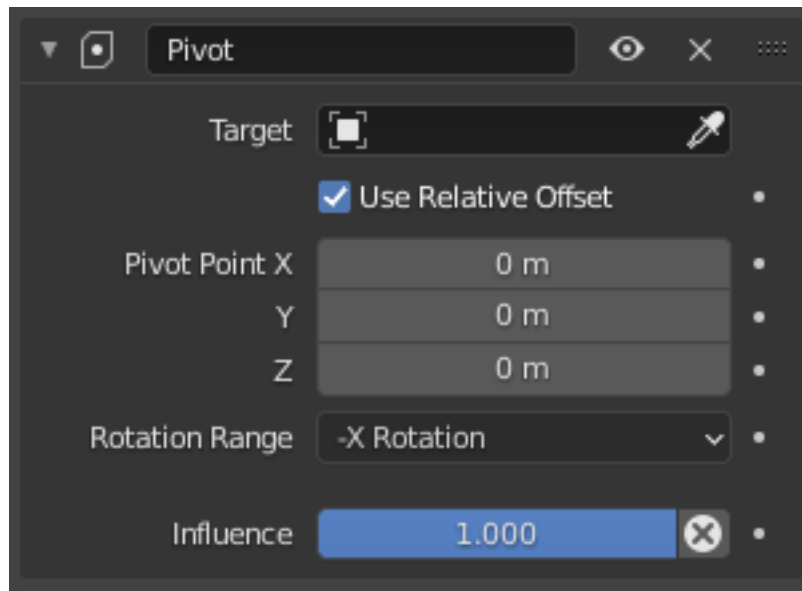 Pivot
Target
Use Relative Offset
Pivot Point X 0 m
Y 0 m
Z 0 m
Rotation Range -X Rotation
Influence 1.000